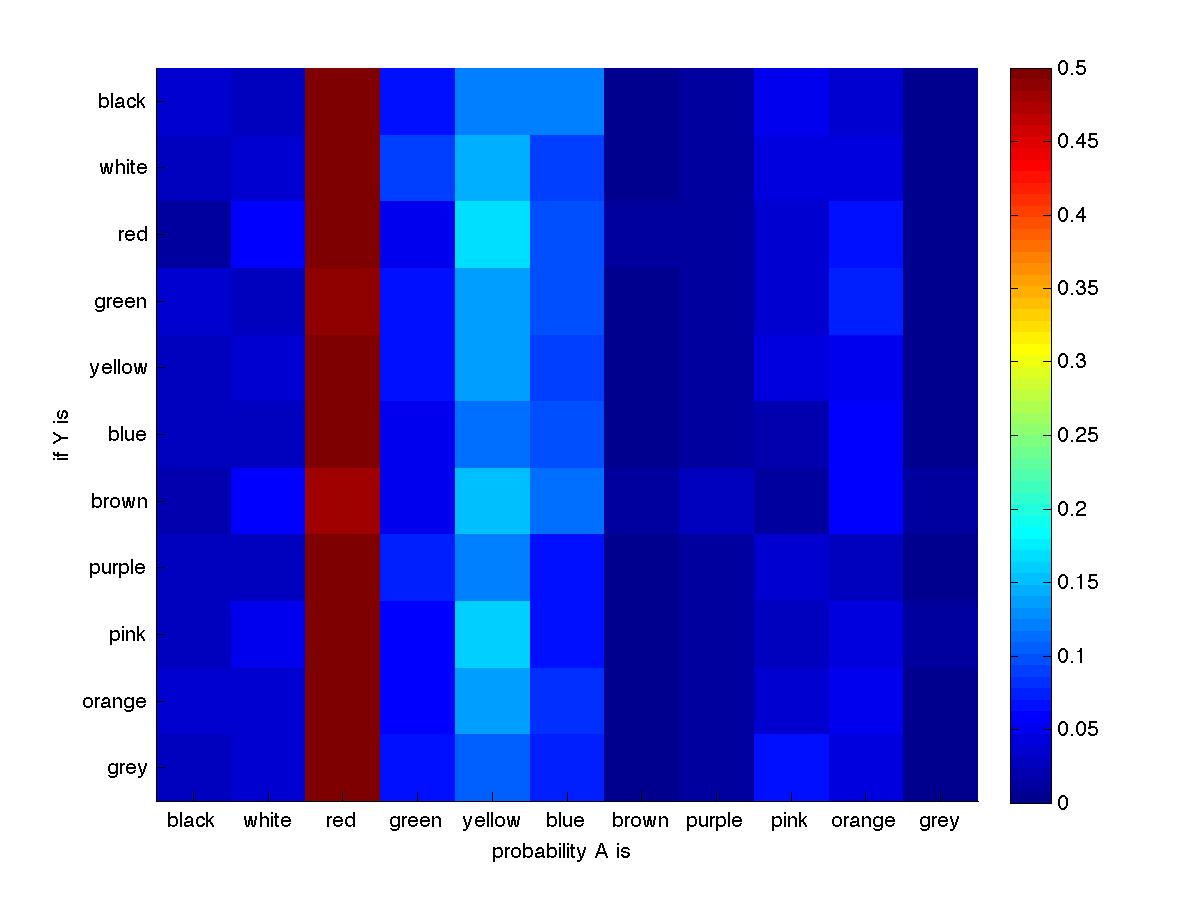 black
white
red
green
yellow
blue
brown
purple
pink
orange
grey
if Y is
black white red green yellow blue brown purple pink orange grey
probability A is
0.5
0.45
0.4
0.35
0.3
0.25
0.2
0.15
0.1
0.05
0